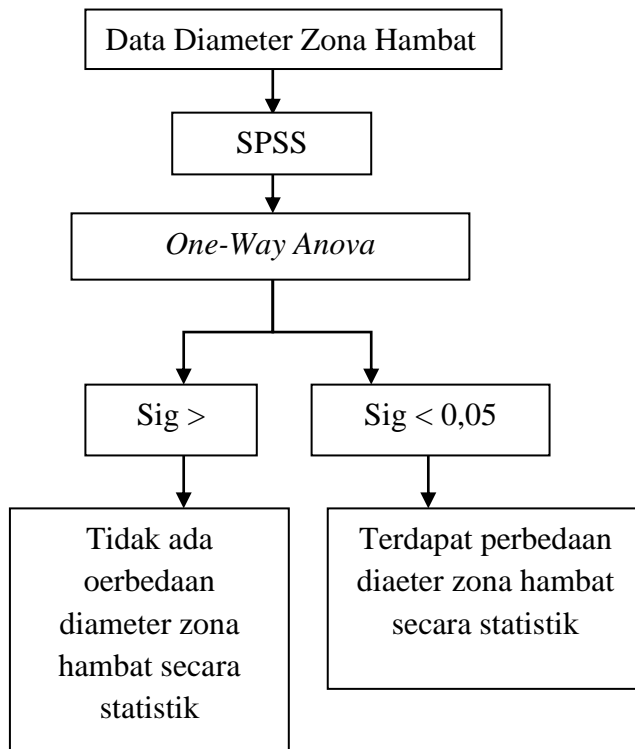 Data Diameter Zona Hambat
SPSS
One-Way Anova
Sig >
Sig < 0,05
Tidak ada
oerbedaan
diameter zona
hambat secara
statistik
Terdapat perbedaan
diaeter zona hambat
secara statistik